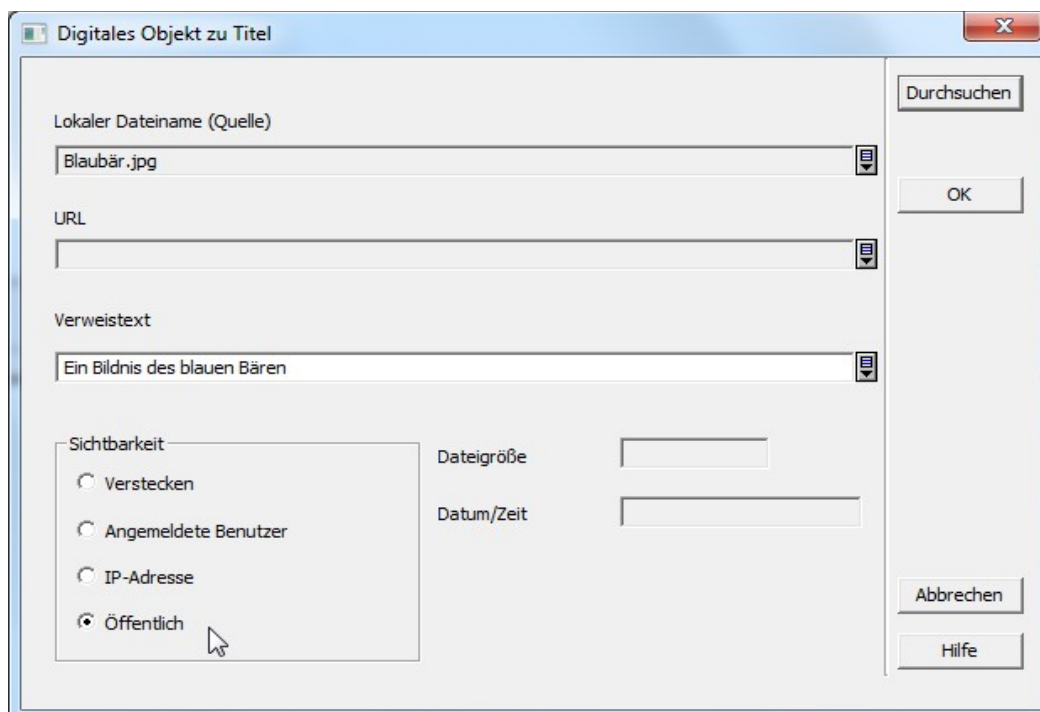 Digitales Objekt zu Titel
Durchsuchen
Lokaler Dateiname (Quelle)
Blaubär.jpg
OK
URL
Verweistext
Ein Bildnis des blauen Bären
Sichtbarkeit
Verstecken
Dateigröße
Angemeldete Benutzer
Datum/Zeit
IP-Adresse
Abbrechen
Öffentlich
Hilfe